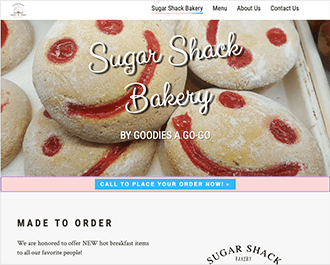 Sugar Shack Bakery Menu About Us Contact Us
Sugar Shack
Bakery
BY GOODIES A GO-GO
CALL TO PLACE YOUR ORDER NOW! »
MADE TO ORDER
We are honored to offer NEW hot breakfast items
to all our favorite people!
SUGAR SHACK
BAKERY